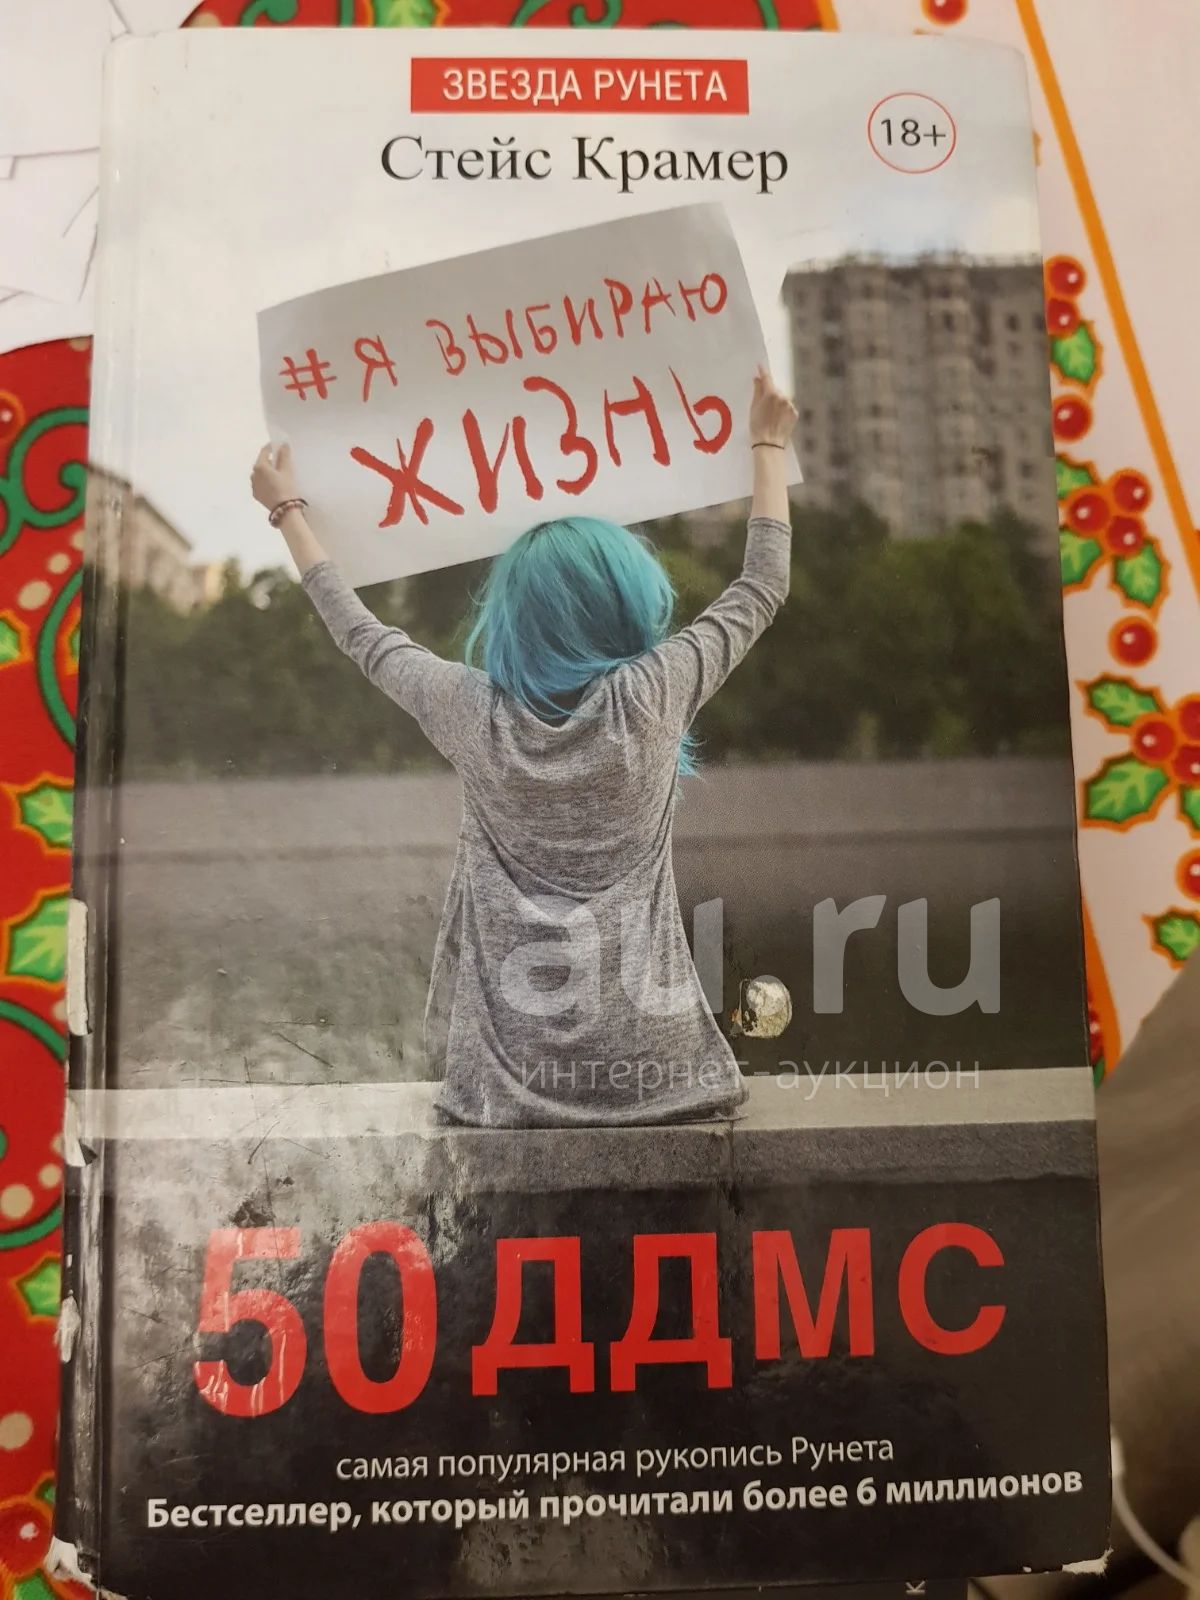 ЗВЕЗДА РУНЕТА
Стейс Крамер
18+
#Я ВЫБИРАЮ
ЖИЗНЬ
au.ru
интернет-аукцион
50 ДДМС
самая популярная рукопись Рунета
Бестселлер, который прочитали более 6 миллионов